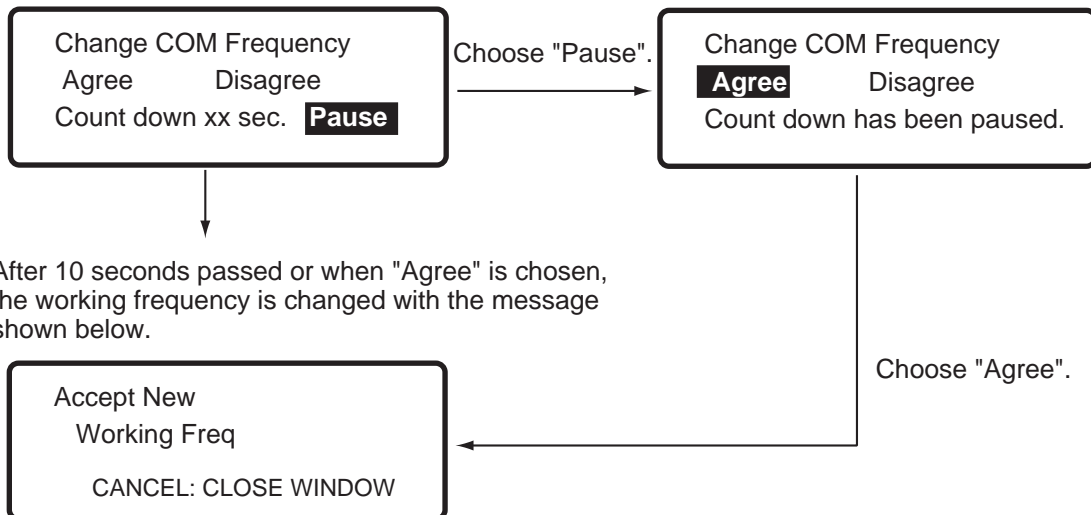 Change COM Frequency
Agree Disagree
Count down xx sec. Pause
Choose "Pause".
Change COM Frequency
Agree Disagree
Count down has been paused.
After 10 seconds passed or when "Agree" is chosen,
the working frequency is changed with the message
shown below.
Choose "Agree".
Accept New
Working Freq
CANCEL: CLOSE WINDOW